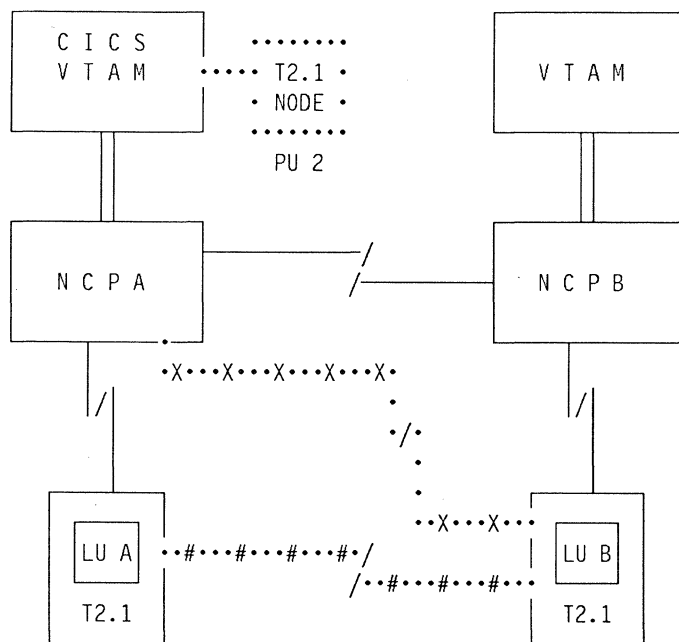 C I C S
V T A M
T2.1
NODE
PU 2
V T A M
N C P A
N C P B
X X X X X
X X
LU A
# # # #
# # #
LU B
T2.1
T2.1